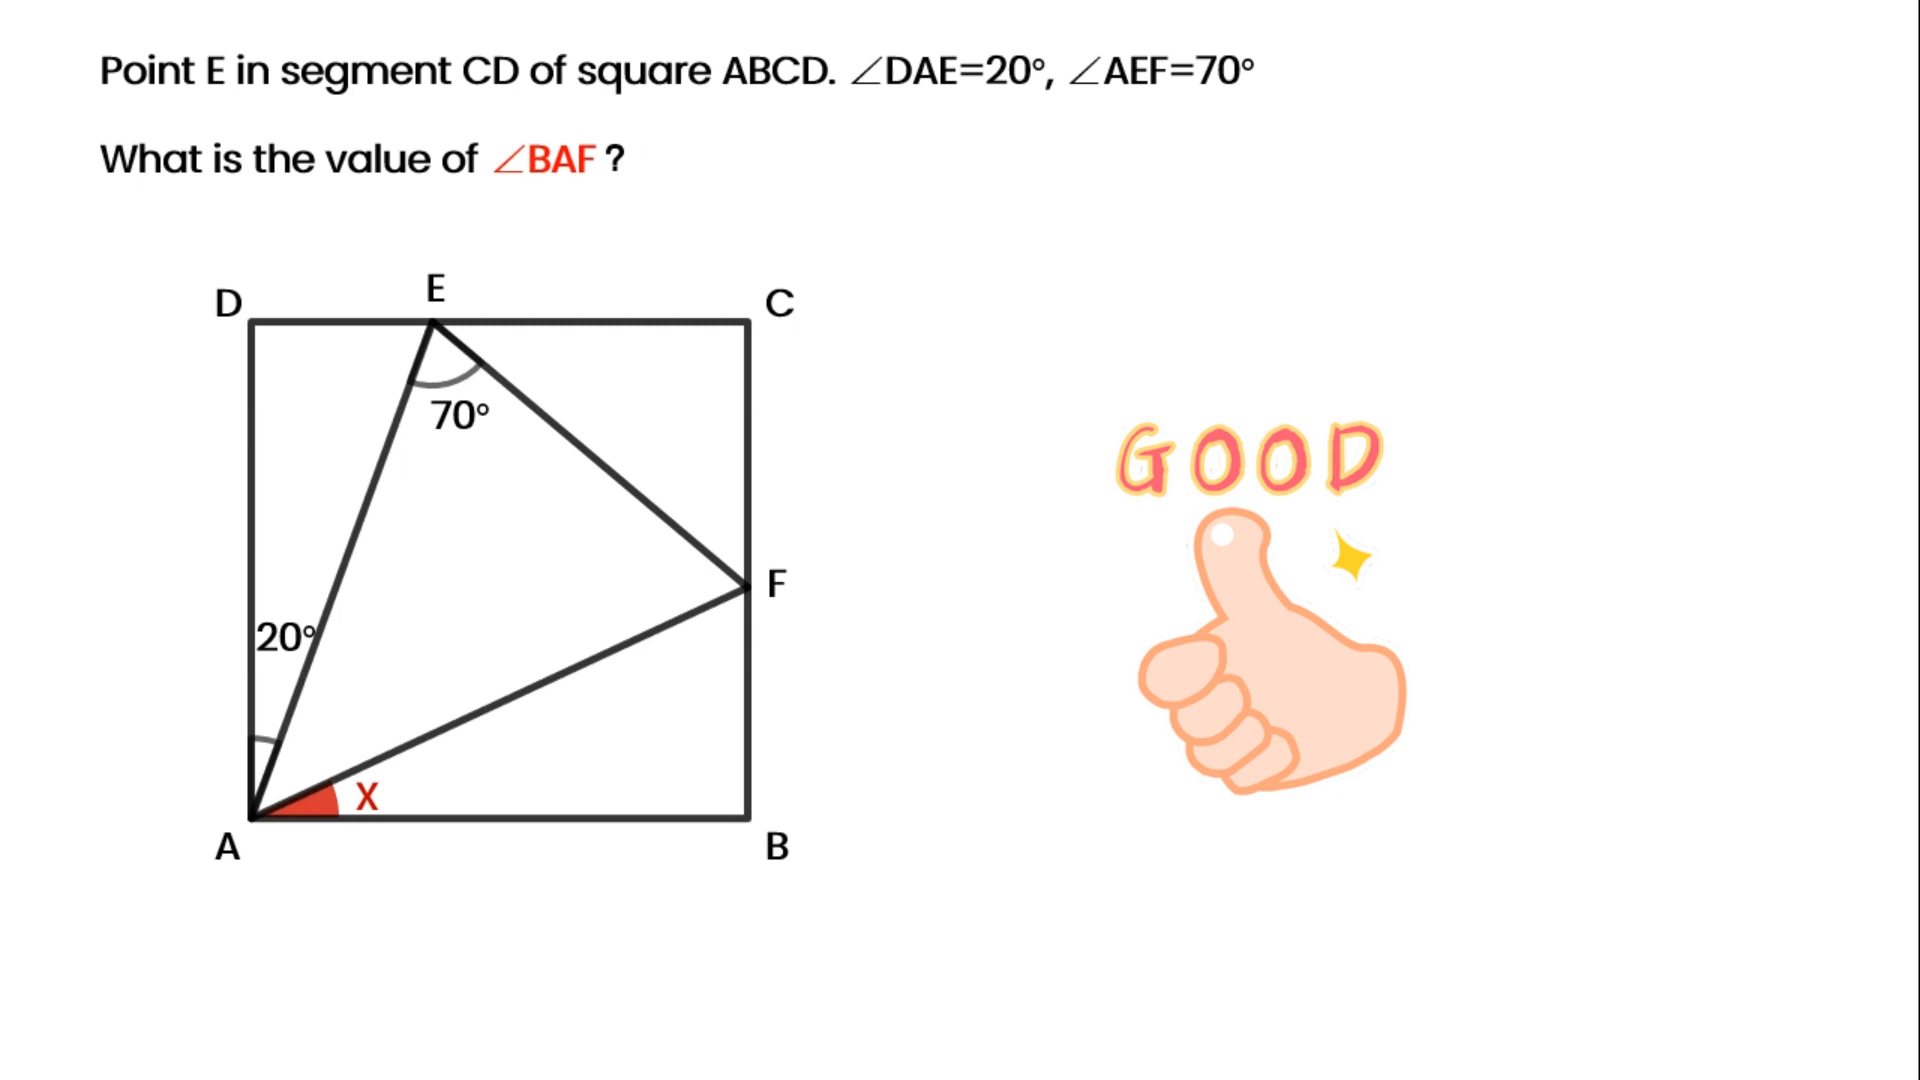 Point E in segment CD of square ABCD. ∠DAE=20°, ∠AEF=70°
What is the value of ∠BAF ?
E
D
C
70°
GOOD
F
20°
X
A
B